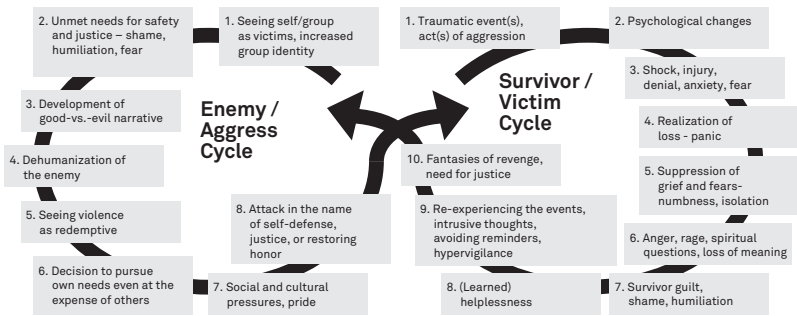 Enemy /
Aggress
Cycle
1. Seeing self/group
as victims, increased
group identity
2. Unmet needs for safety
and justice – shame,
humiliation, fear
3. Development of
good-vs.-evil narrative
4. Dehumanization of
the enemy
5. Seeing violence
as redemptive
6. Decision to pursue
own needs even at the
expense of others
7. Social and cultural
pressures, pride
8. Attack in the name
of self-defense,
justice, or restoring
honor
Survivor /
Victim
Cycle
1. Traumatic event(s),
act(s) of aggression
2. Psychological changes
3. Shock, injury,
denial, anxiety, fear
4. Realization of
loss - panic
5. Suppression of
grief and fears-
numbness, isolation
6. Anger, rage, spiritual
questions, loss of meaning
7. Survivor guilt,
shame, humiliation
8. (Learned)
helplessness
9. Re-experiencing the events,
intrusive thoughts,
avoiding reminders,
hypervigilance
10. Fantasies of revenge,
need for justice